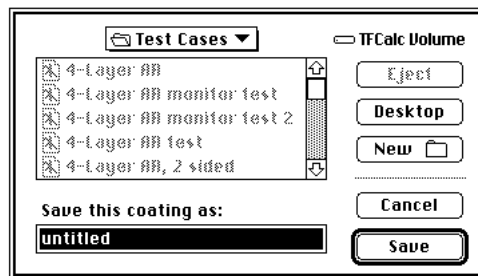 Test Cases
TFCalc Volume
4-Layer AR
4-Layer AR monitor test
4-Layer AR monitor test 2
4-Layer AR test
4-Layer AR, 2 sided
Eject
Desktop
New
Save this coating as:
untitled
Cancel
Save